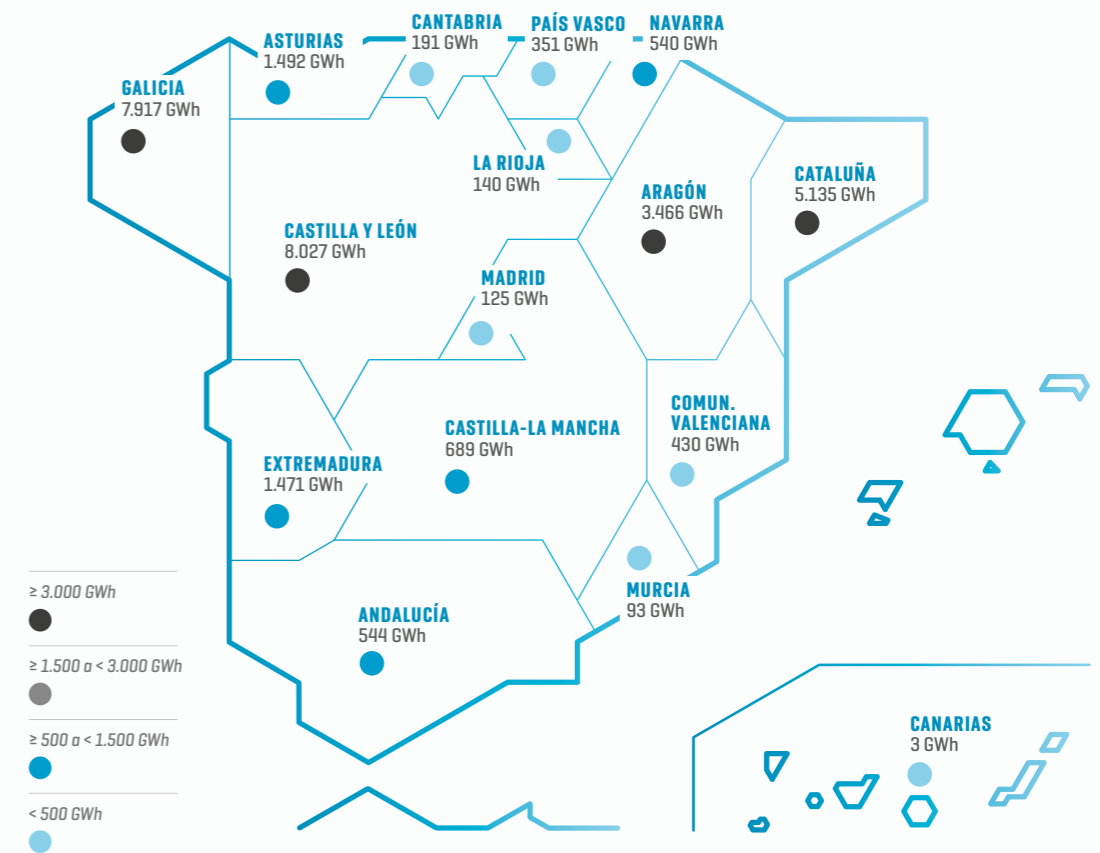 CANTABRIA
191 GWh
PAÍS VASCO
351 GWh
NAVARRA
540 GWh
ASTURIAS
1.492 GWh
GALICIA
7.917 GWh
LA RIOJA
140 GWh
ARAGÓN
3.466 GWh
CATALUÑA
5.135 GWh
CASTILLA Y LEÓN
8.027 GWh
MADRID
125 GWh
COMUN.
VALENCIANA
430 GWh
CASTILLA-LA MANCHA
689 GWh
EXTREMADURA
1.471 GWh
MURCIA
93 GWh
ANDALUCÍA
544 GWh
CANARIAS
3 GWh
≥ 3.000 GWh
≥ 1.500 a < 3.000 GWh
≥ 500 a < 1.500 GWh
< 500 GWh